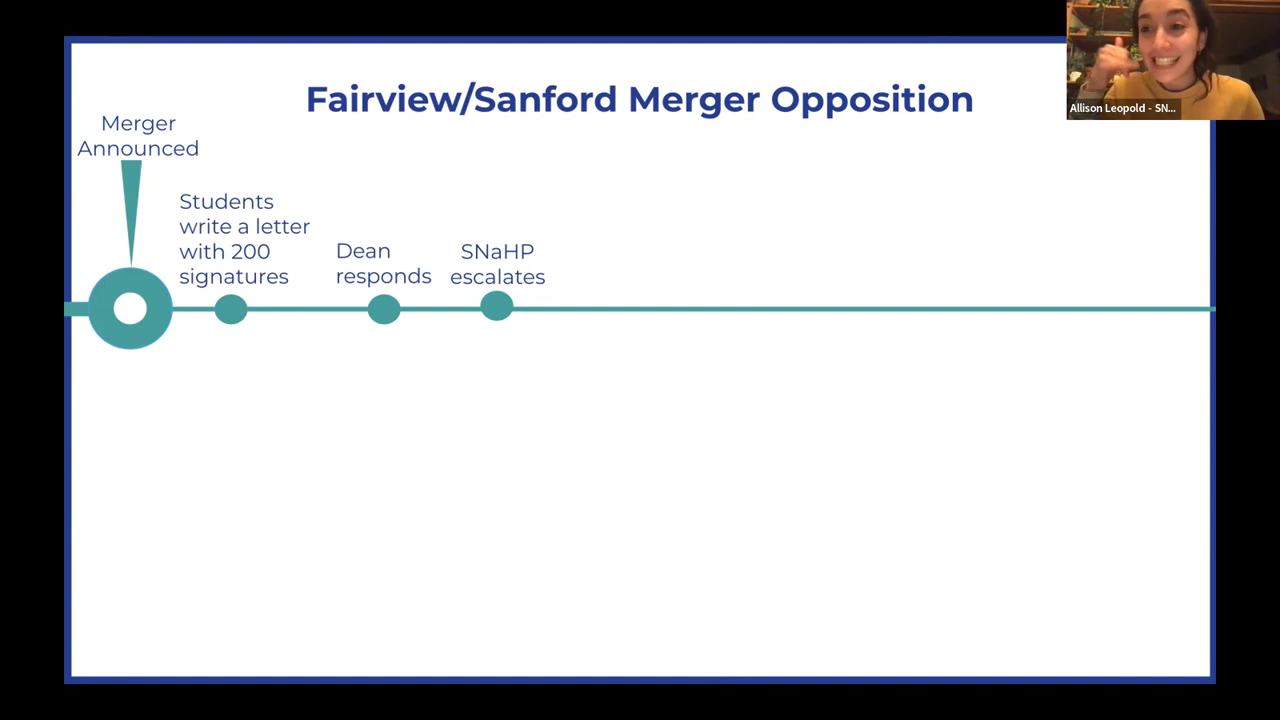 Fairview/Sanford Merger Opposition
Merger
Announced
Students
write a letter
with 200
signatures
Dean
responds
SNaHP
escalates
Allison Leopold - SN...